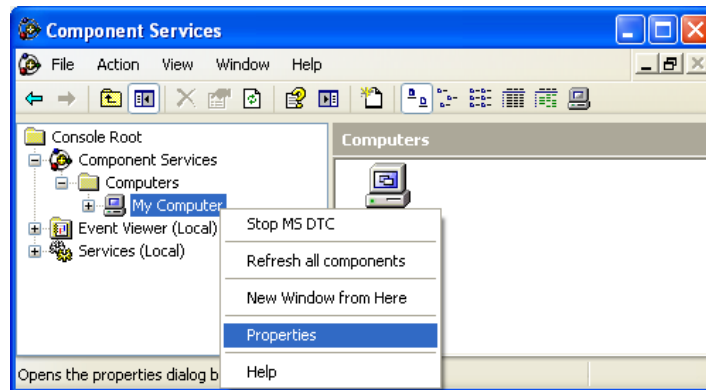 Component Services
File Action View Window Help
Console Root
Component Services
Computers
My Computer
Event Viewer (Local)
Services (Local)
Computers
Stop MS DTC
Refresh all components
New Window from Here
Properties
Help
Opens the properties dialog b